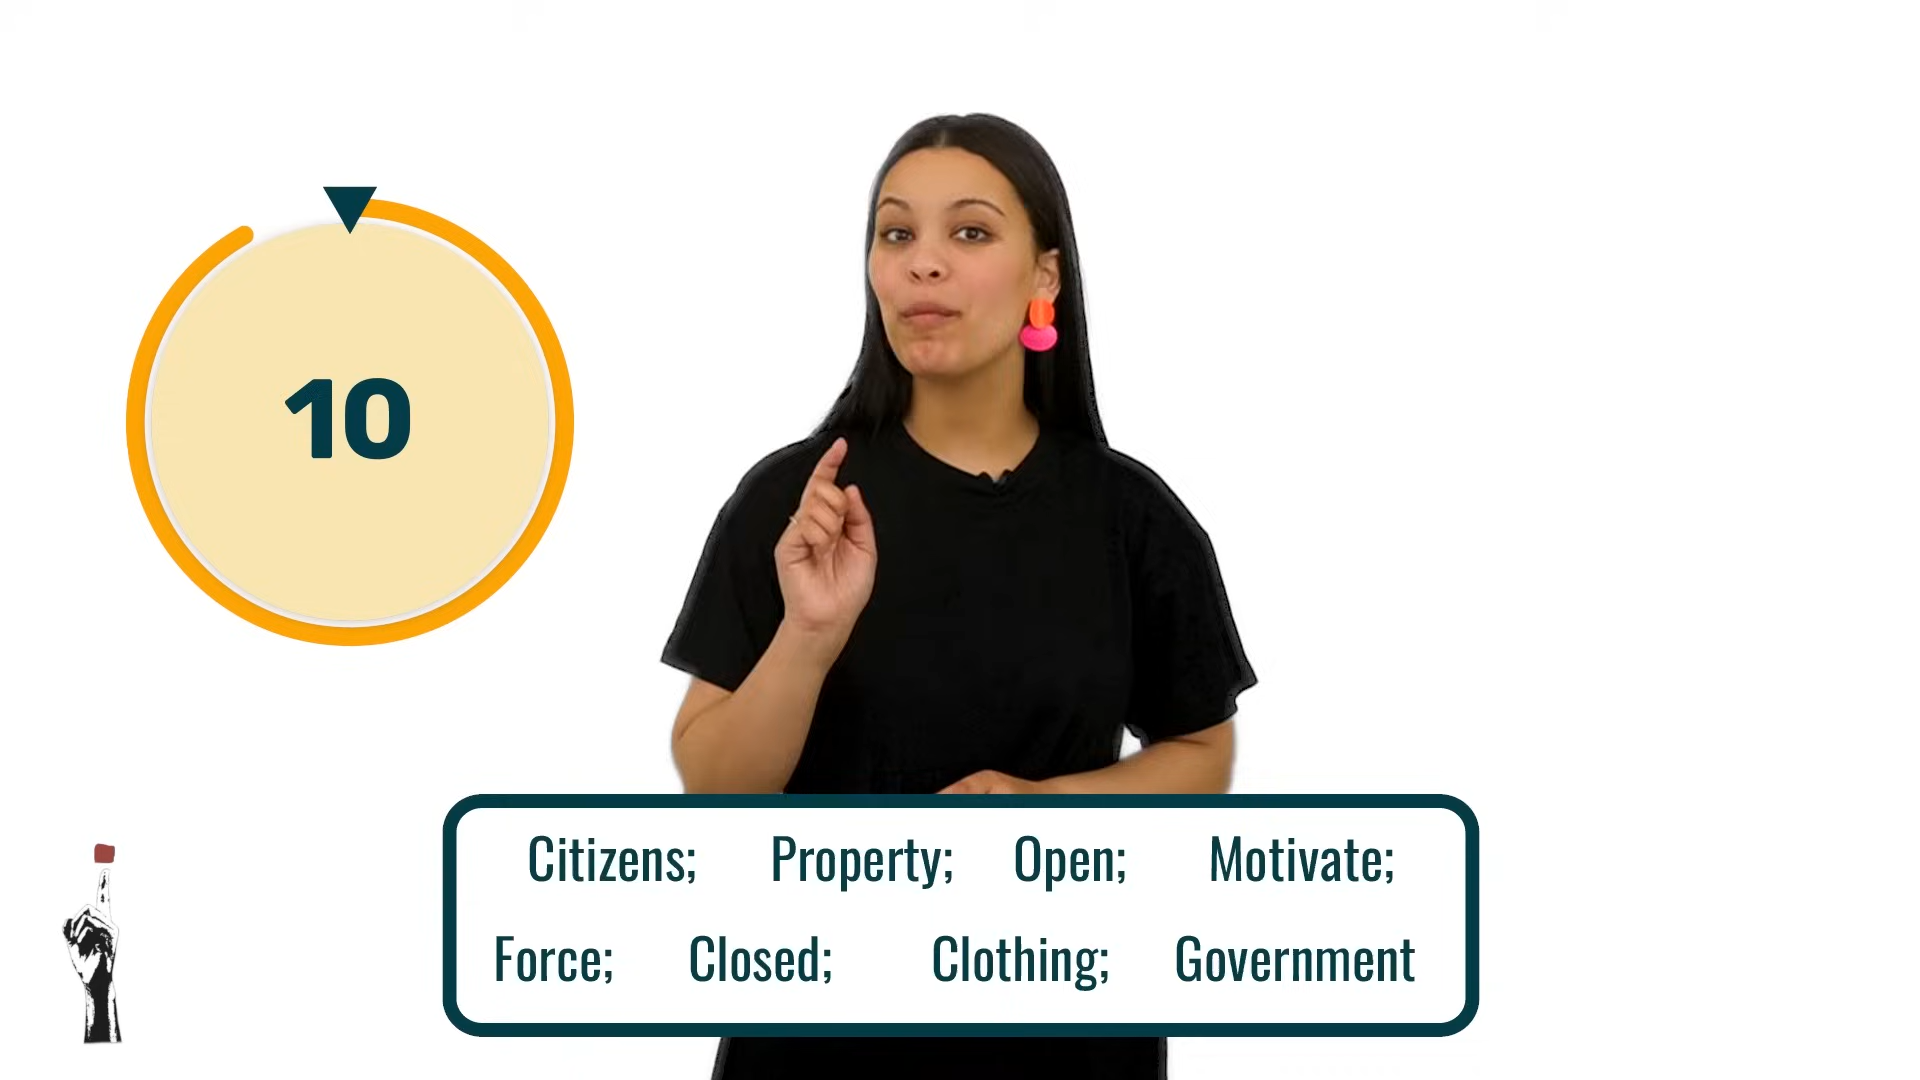 10
Citizens; Property; Open; Motivate;
Force; Closed; Clothing; Government